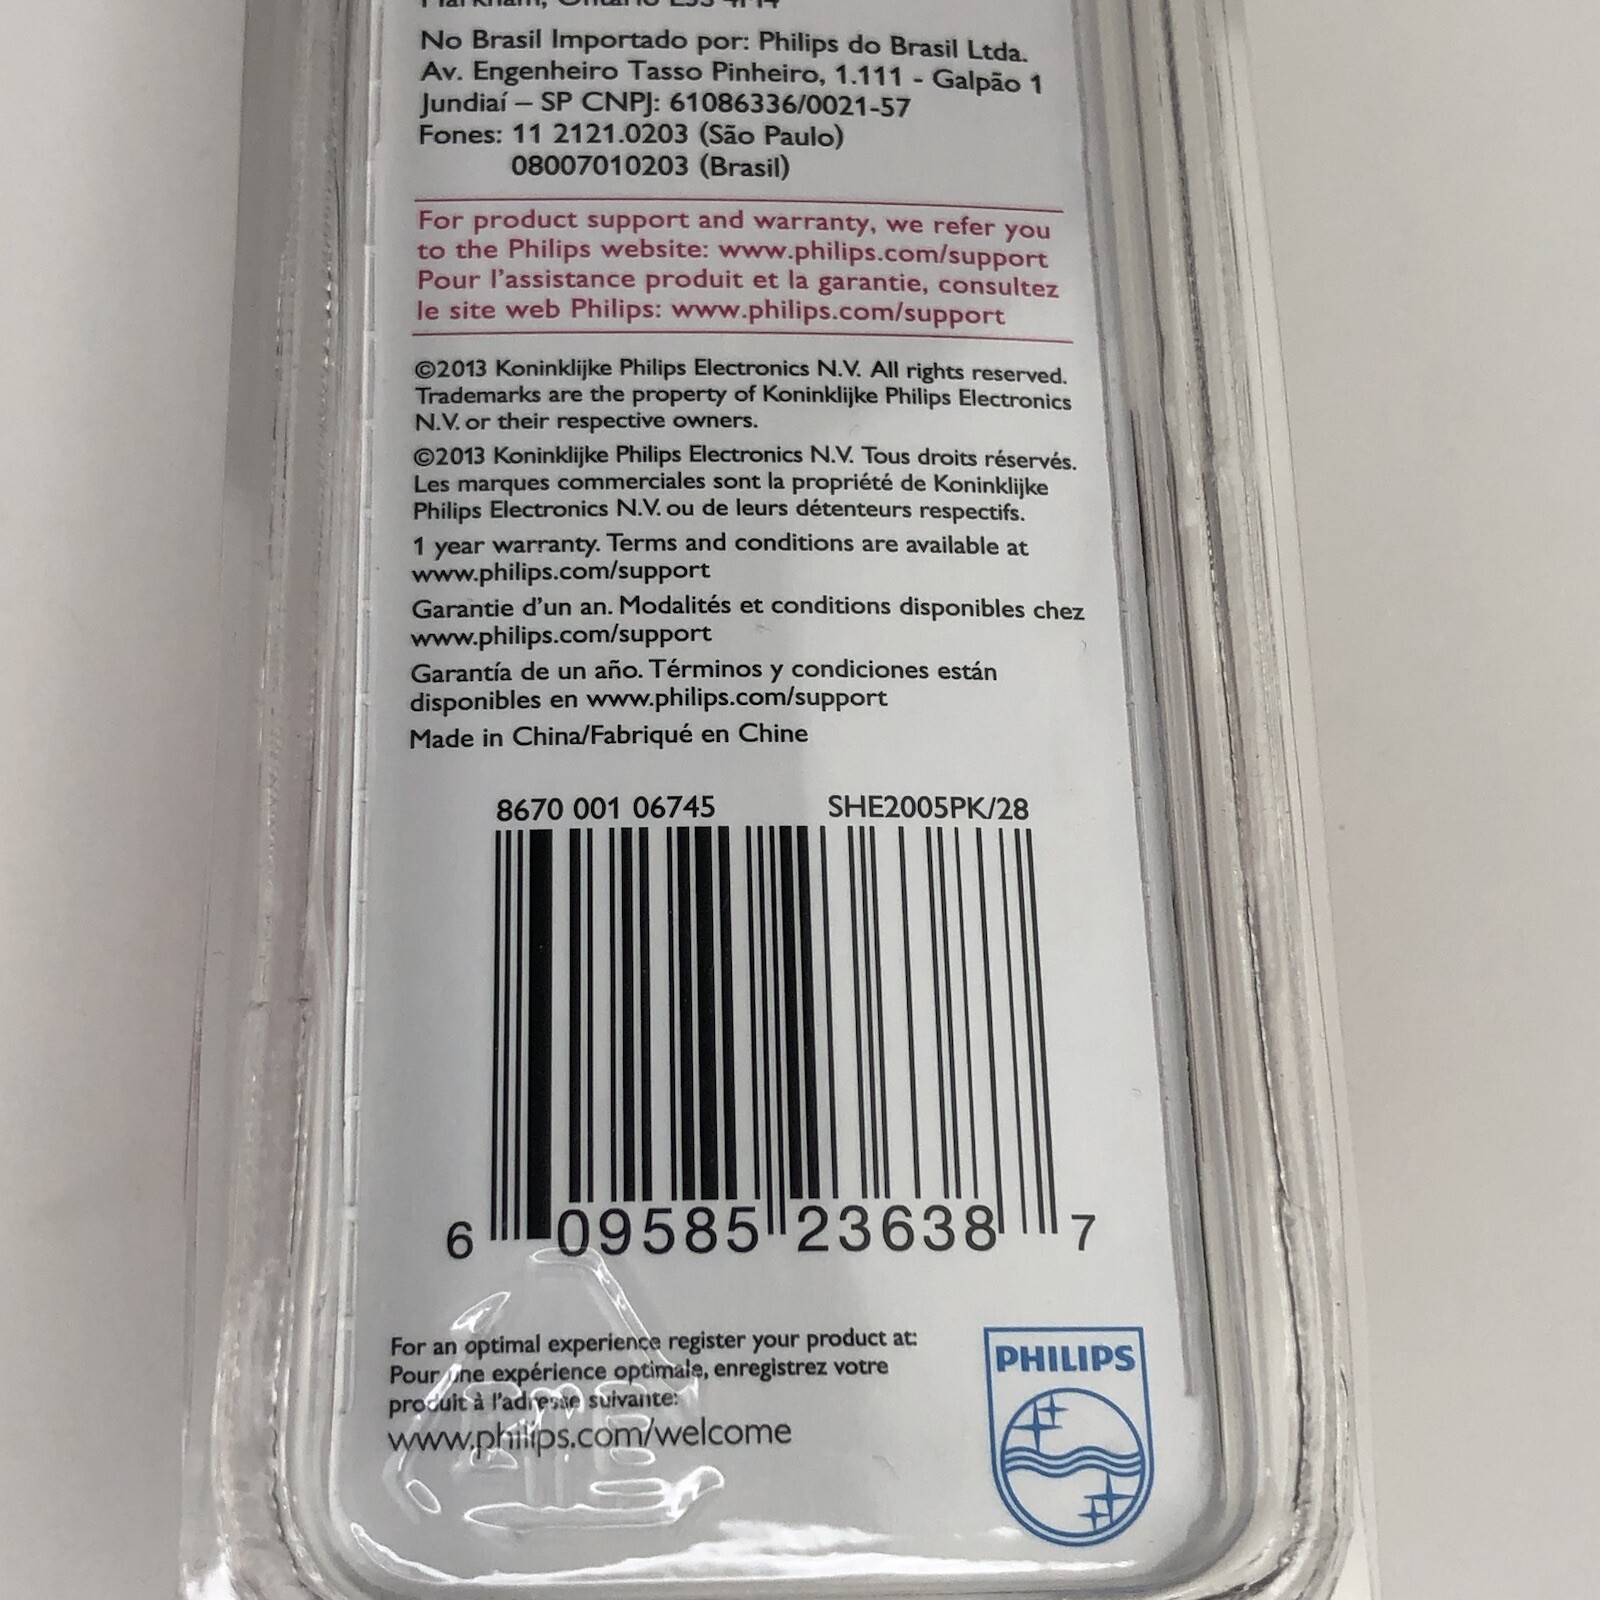 Markham, Ontario L3S 4M4
No Brasil Importado por: Philips do Brasil Ltda.
Av. Engenheiro Tasso Pinheiro, 1.111 - Galpão 1
Jundiaí – SP CNPJ: 61086336/0021-57
Fones: 11 2121.0203 (São Paulo)
08007010203 (Brasil)
For product support and warranty, we refer you
to the Philips website: www.philips.com/support
Pour l'assistance produit et la garantie, consultez
le site web Philips: www.philips.com/support
©2013 Koninklijke Philips Electronics N.V. All rights reserved.
Trademarks are the property of Koninklijke Philips Electronics
N.V. or their respective owners.
©2013 Koninklijke Philips Electronics N.V. Tous droits réservés.
Les marques commerciales sont la propriété de Koninklijke
Philips Electronics N.V. ou de leurs détenteurs respectifs.
1 year warranty. Terms and conditions are available at
www.philips.com/support
Garantie d'un an. Modalités et conditions disponibles chez
www.philips.com/support
Garantía de un año. Términos y condiciones están
disponibles en www.philips.com/support
Made in China/Fabriqué en Chine
8670 001 06745 SHE2005PK/28
6 09585 23638 7
For an optimal experience register your product at:
Pour une expérience optimale, enregistrez votre
produit à l'adresse suivante:
www.philips.com/welcome
PHILIPS